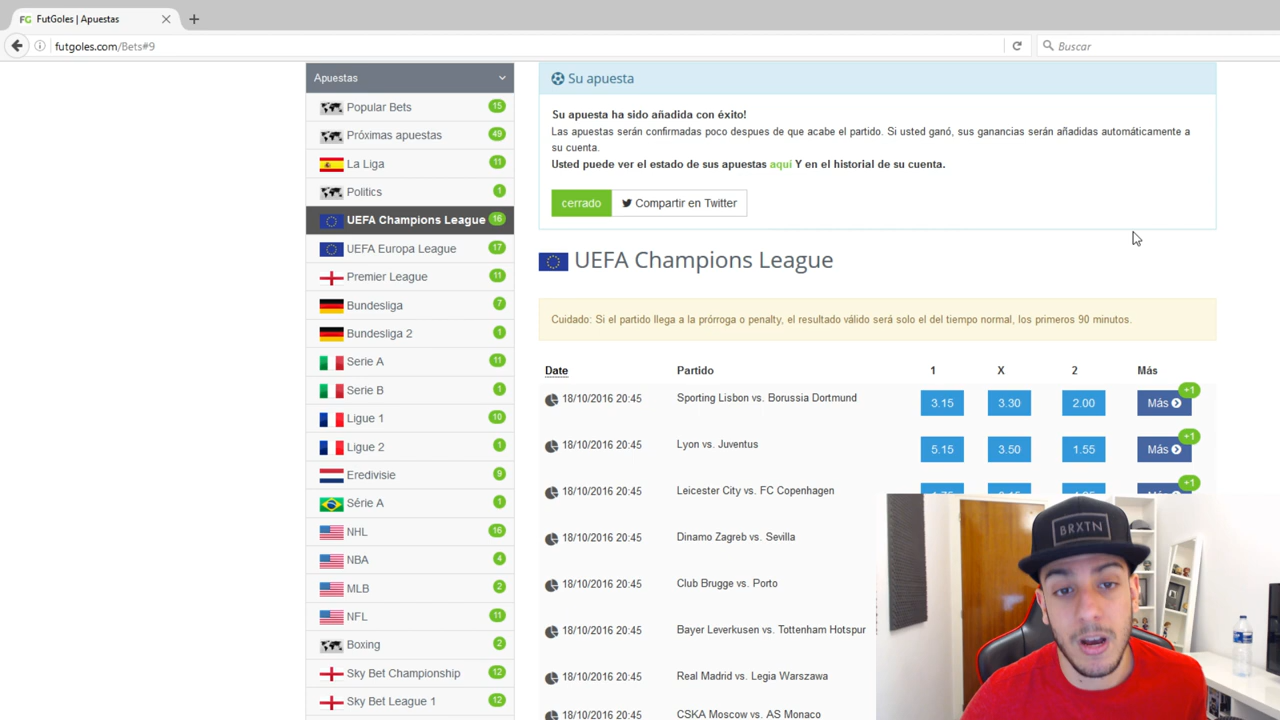 FG FutGoles | Apuestas
futgoles.com/Bets#9
Buscar
Apuestas
Popular Bets 15
Próximas apuestas 49
La Liga 11
Politics 1
UEFA Champions League 16
UEFA Europa League 17
Premier League 11
Bundesliga 7
Bundesliga 2 1
Serie A 11
Serie B 1
Ligue 1 10
Ligue 2 1
Eredivisie 9
Série A 1
NHL 16
NBA 4
MLB 2
NFL 11
Boxing 2
Sky Bet Championship 12
Sky Bet League 1 12
Su apuesta
Su apuesta ha sido añadida con éxito!
Las apuestas serán confirmadas poco despues de que acabe el partido. Si usted ganó, sus ganancias serán añadidas automáticamente a
su cuenta.
Usted puede ver el estado de sus apuestas aquí Y en el historial de su cuenta.
cerrado Compartir en Twitter
UEFA Champions League
Cuidado: Si el partido llega a la prórroga o penalty, el resultado válido será solo el del tiempo normal, los primeros 90 minutos.
Date Partido 1 X 2 Más
18/10/2016 20:45 Sporting Lisbon vs. Borussia Dortmund 3.15 3.30 2.00 Más +1
18/10/2016 20:45 Lyon vs. Juventus 5.15 3.50 1.55 Más +1
18/10/2016 20:45 Leicester City vs. FC Copenhagen +1
18/10/2016 20:45 Dinamo Zagreb vs. Sevilla
18/10/2016 20:45 Club Brugge vs. Porto
18/10/2016 20:45 Bayer Leverkusen vs. Tottenham Hotspur
18/10/2016 20:45 Real Madrid vs. Legia Warszawa
18/10/2016 20:45 CSKA Moscow vs. AS Monaco
BRXTN